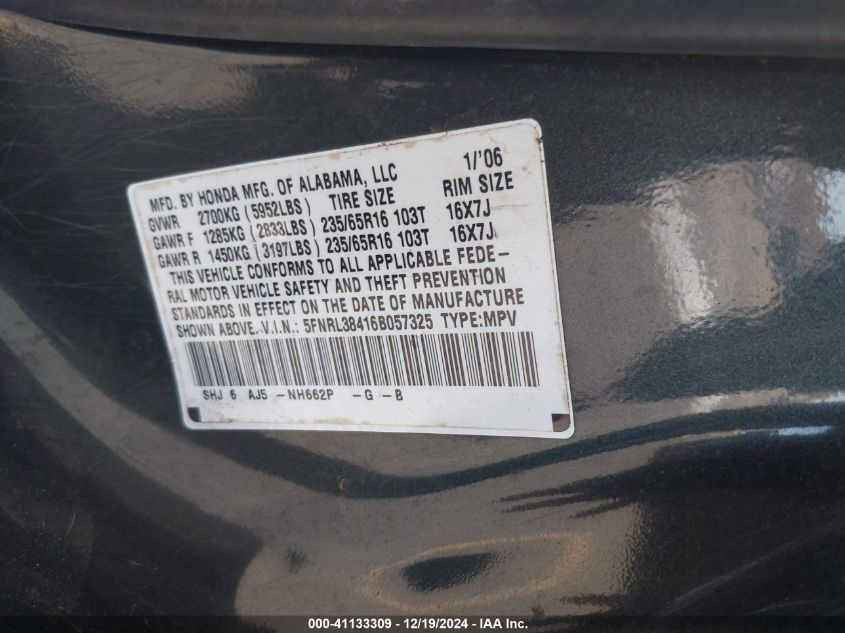 MFD. BY HONDA MFG. OF ALABAMA, LLC 1/'06
GVWR 2700KG (5952LBS) TIRE SIZE RIM SIZE
GAWR F 1285KG (2833LBS) 235/65R16 103T 16X7J
GAWR R 1450KG (3197LBS) 235/65R16 103T 16X7J
THIS VEHICLE CONFORMS TO ALL APPLICABLE FEDE-
RAL MOTOR VEHICLE SAFETY AND THEFT PREVENTION
STANDARDS IN EFFECT ON THE DATE OF MANUFACTURE
SHOWN ABOVE. V.I.N.: 5FNRL38416B057325 TYPE:MPV
SHJ 6 AJ5 -NH662P -G -B
000-41133309 - 12/19/2024 - IAA, Inc.